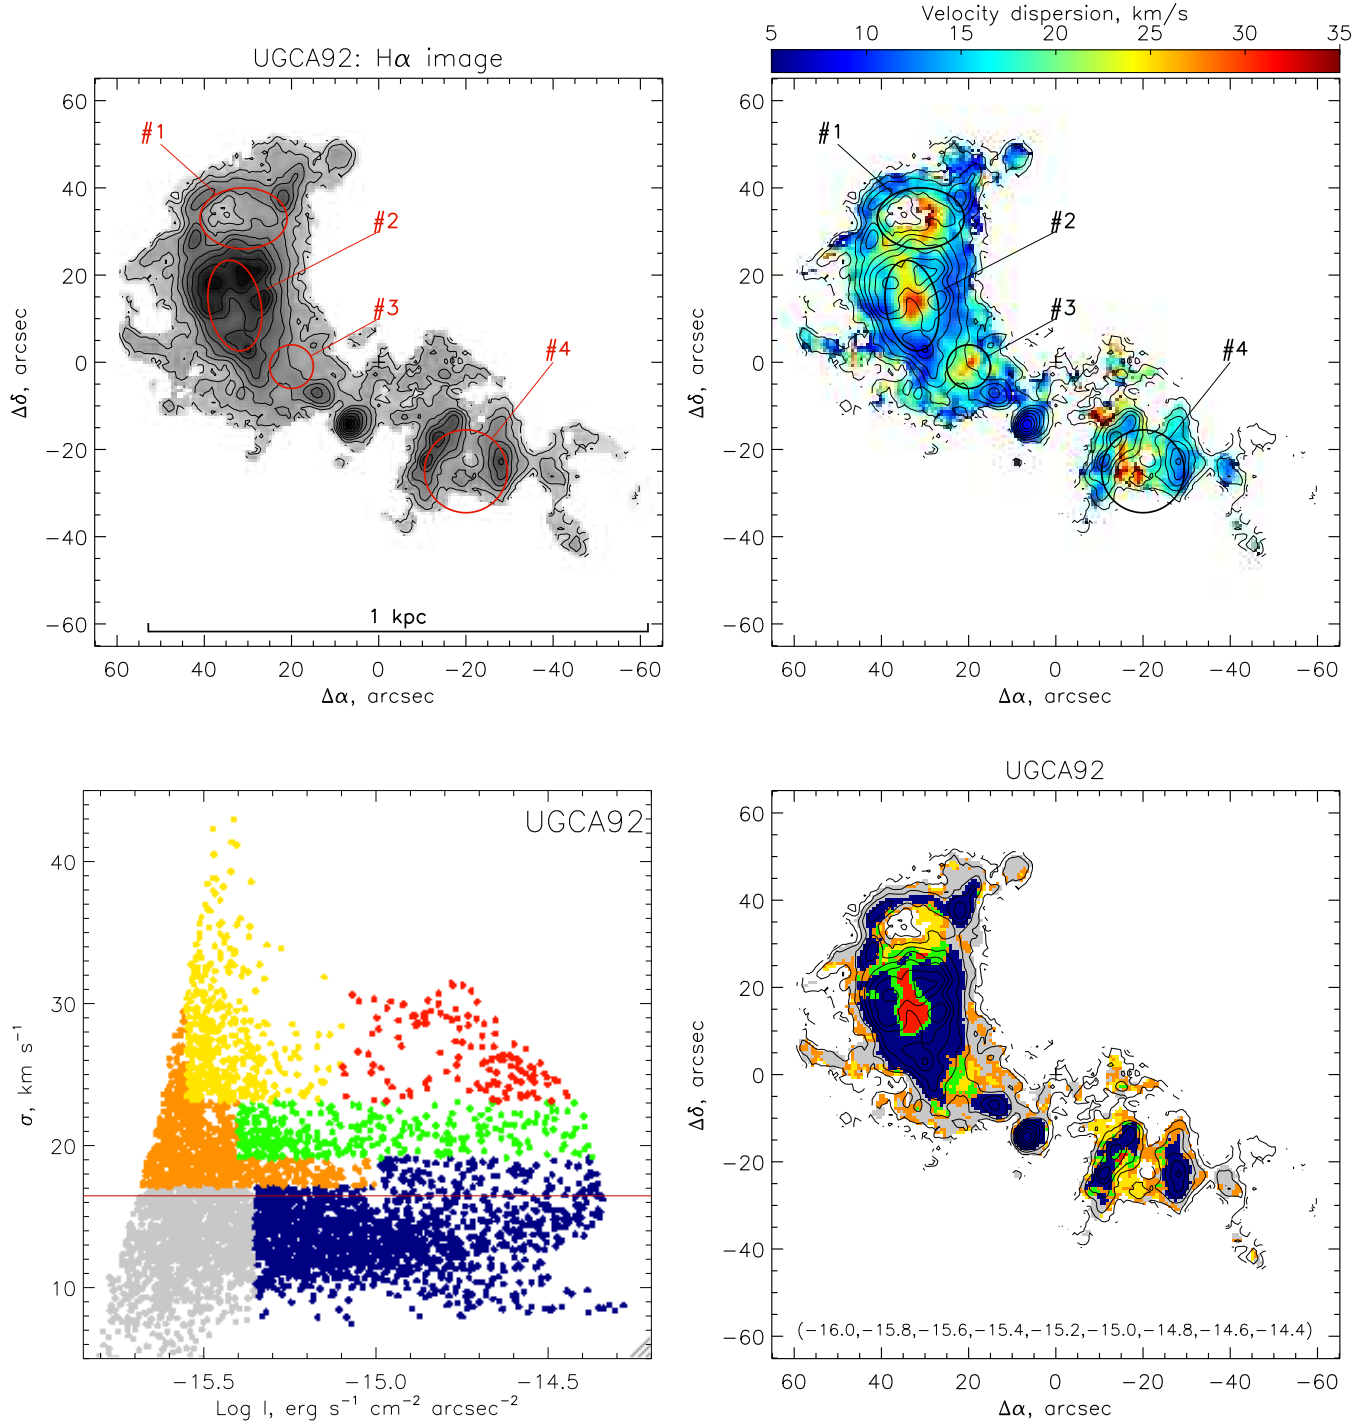 UGCA92: Hα image
#1
#2
#3
#4
1 kpc
60
40
20
0
−20
−40
−60
Δδ, arcsec
60 40 20 0 −20 −40 −60
Δα, arcsec
Velocity dispersion, km/s
5 10 15 20 25 30 35
#1
#2
#3
#4
60
40
20
0
−20
−40
−60
Δδ, arcsec
60 40 20 0 −20 −40 −60
Δα, arcsec
UGCA92
40
30
20
10
σ, km s⁻¹
−15.5 −15.0 −14.5
Log I, erg s⁻¹ cm⁻² arcsec⁻²
UGCA92
60
40
20
0
−20
−40
−60
Δδ, arcsec
(−16.0,−15.8,−15.6,−15.4,−15.2,−15.0,−14.8,−14.6,−14.4)
60 40 20 0 −20 −40 −60
Δα, arcsec